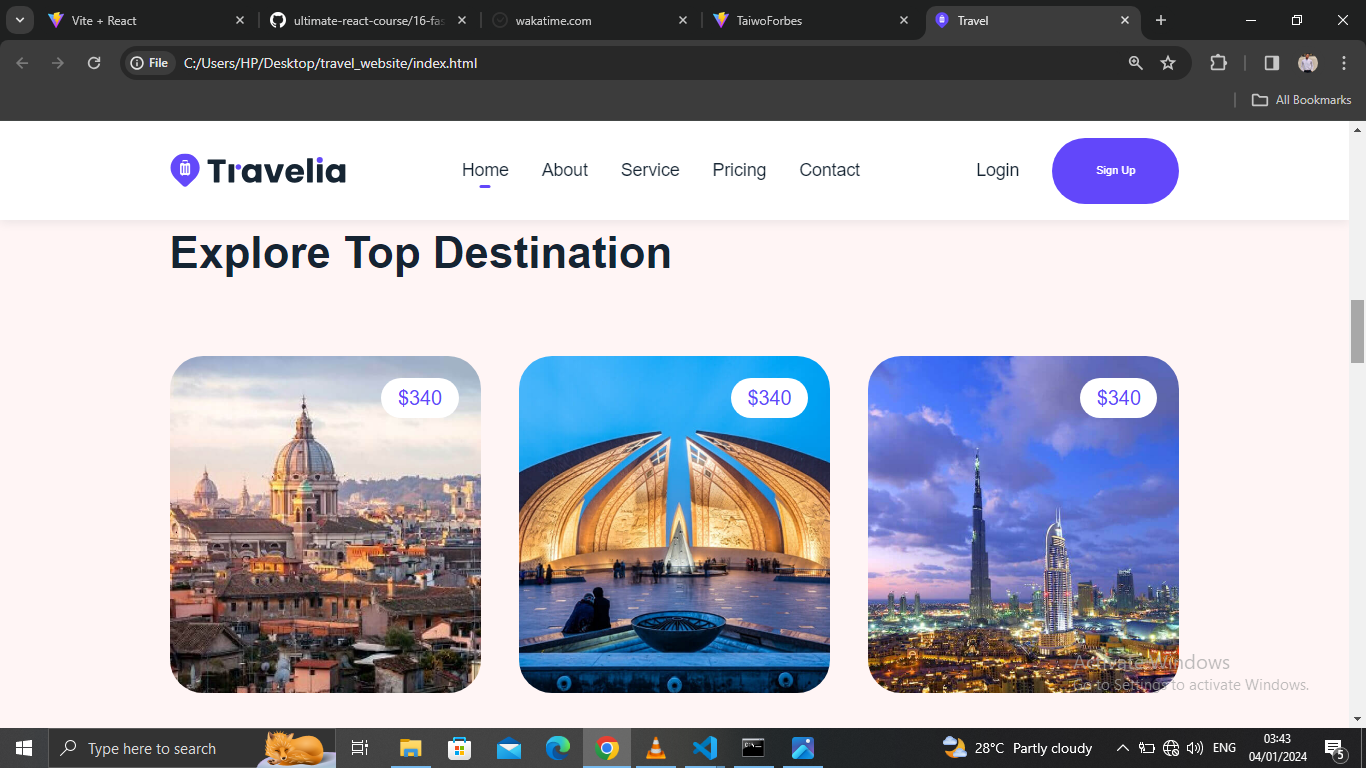 Vite + React
ultimate-react-course/16-fas
wakatime.com
TaiwoForbes
Travel
File
C:/Users/HP/Desktop/travel_website/index.html
All Bookmarks
Travelia
Home
About
Service
Pricing
Contact
Login
Sign Up
Explore Top Destination
$340
$340
$340
Activate Windows
Go to Settings to activate Windows.
Type here to search
28°C Partly cloudy
ENG
03:43
04/01/2024
5